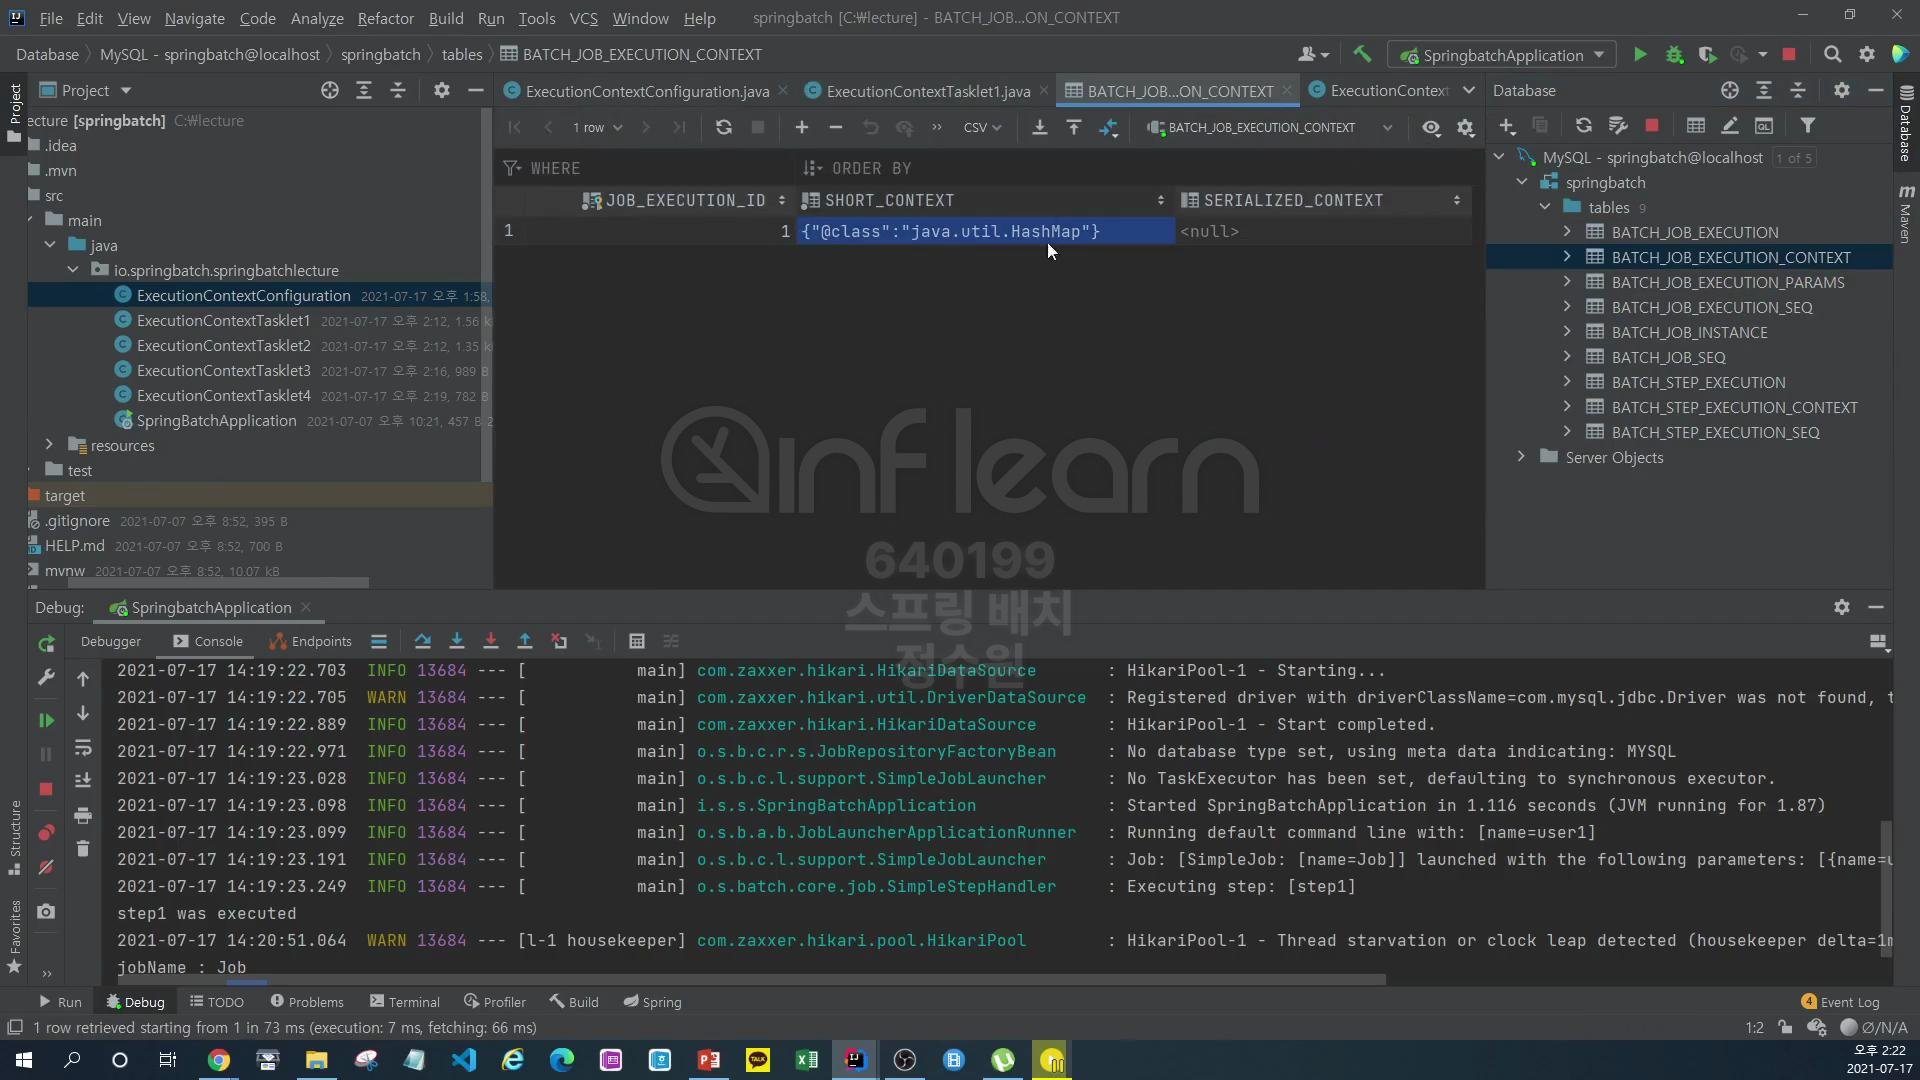 File Edit View Navigate Code Analyze Refactor Build Run Tools VCS Window Help springbatch [C:₩lecture] - BATCH_JOB...ON_CONTEXT
Database MySQL - springbatch@localhost springbatch tables BATCH_JOB_EXECUTION_CONTEXT SpringbatchApplication
Project ExecutionContextConfiguration.java ExecutionContextTasklet1.java BATCH_JOB...ON_CONTEXT ExecutionContext Database
ecture [springbatch] C:₩lecture
1 row CSV BATCH_JOB_EXECUTION_CONTEXT
.idea
.mvn
src
main
java
io.springbatch.springbatchlecture
ExecutionContextConfiguration 2021-07-17 오후 1:58,
ExecutionContextTasklet1 2021-07-17 오후 2:12, 1.56 k
ExecutionContextTasklet2 2021-07-17 오후 2:12, 1.35 k
ExecutionContextTasklet3 2021-07-17 오후 2:16, 989 B
ExecutionContextTasklet4 2021-07-17 오후 2:19, 782 B
SpringBatchApplication 2021-07-07 오후 10:21, 457 B 2
resources
test
target
.gitignore 2021-07-07 오후 8:52, 395 B
HELP.md 2021-07-07 오후 8:52, 700 B
mvnw 2021-07-07 오후 8:52, 10.07 kB
WHERE ORDER BY
JOB_EXECUTION_ID SHORT_CONTEXT SERIALIZED_CONTEXT
1 1 {"@class":"java.util.HashMap"} <null>
inflearn
640199
스프링 배치
정수원
MySQL - springbatch@localhost 1 of 5
springbatch
tables 9
BATCH_JOB_EXECUTION
BATCH_JOB_EXECUTION_CONTEXT
BATCH_JOB_EXECUTION_PARAMS
BATCH_JOB_EXECUTION_SEQ
BATCH_JOB_INSTANCE
BATCH_JOB_SEQ
BATCH_STEP_EXECUTION
BATCH_STEP_EXECUTION_CONTEXT
BATCH_STEP_EXECUTION_SEQ
Server Objects
Project
Structure
Favorites
Database
Maven
Debug: SpringbatchApplication
Debugger Console Endpoints
2021-07-17 14:19:22.703 INFO 13684 --- [ main] com.zaxxer.hikari.HikariDataSource : HikariPool-1 - Starting...
2021-07-17 14:19:22.705 WARN 13684 --- [ main] com.zaxxer.hikari.util.DriverDataSource : Registered driver with driverClassName=com.mysql.jdbc.Driver was not found, t
2021-07-17 14:19:22.889 INFO 13684 --- [ main] com.zaxxer.hikari.HikariDataSource : HikariPool-1 - Start completed.
2021-07-17 14:19:22.971 INFO 13684 --- [ main] o.s.b.c.r.s.JobRepositoryFactoryBean : No database type set, using meta data indicating: MYSQL
2021-07-17 14:19:23.028 INFO 13684 --- [ main] o.s.b.c.l.support.SimpleJobLauncher : No TaskExecutor has been set, defaulting to synchronous executor.
2021-07-17 14:19:23.098 INFO 13684 --- [ main] i.s.s.SpringBatchApplication : Started SpringBatchApplication in 1.116 seconds (JVM running for 1.87)
2021-07-17 14:19:23.099 INFO 13684 --- [ main] o.s.b.a.b.JobLauncherApplicationRunner : Running default command line with: [name=user1]
2021-07-17 14:19:23.191 INFO 13684 --- [ main] o.s.b.c.l.support.SimpleJobLauncher : Job: [SimpleJob: [name=Job]] launched with the following parameters: [{name=u
2021-07-17 14:19:23.249 INFO 13684 --- [ main] o.s.batch.core.job.SimpleStepHandler : Executing step: [step1]
step1 was executed
2021-07-17 14:20:51.064 WARN 13684 --- [l-1 housekeeper] com.zaxxer.hikari.pool.HikariPool : HikariPool-1 - Thread starvation or clock leap detected (housekeeper delta=1m
jobName : Job
Run Debug TODO Problems Terminal Profiler Build Spring 4 Event Log
1 row retrieved starting from 1 in 73 ms (execution: 7 ms, fetching: 66 ms) 1:2 Ø/N/A
오후 2:22
2021-07-17